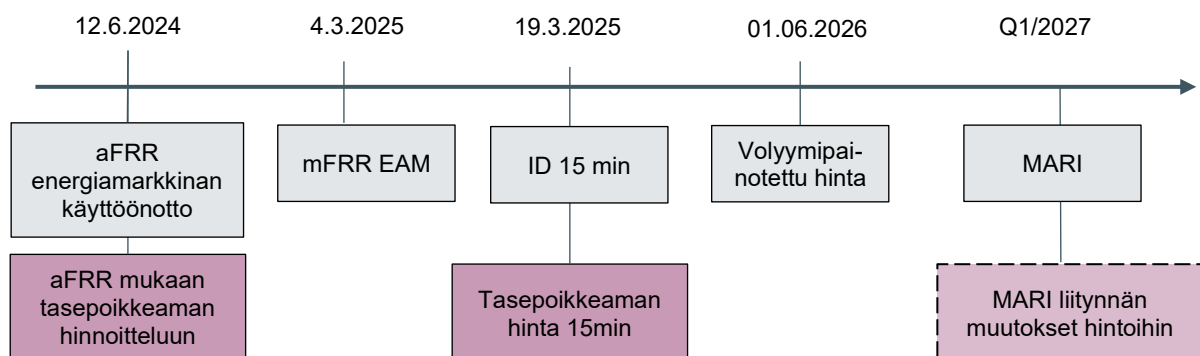 12.6.2024
4.3.2025
19.3.2025
01.06.2026
Q1/2027
aFRR
energiamarkkinan
käyttöönotto
mFRR EAM
ID 15 min
Volyymipai-
notettu hinta
MARI
aFRR mukaan
tasepoikkeaman
hinnoitteluun
Tasepoikkeaman
hinta 15min
MARI liitynnän
muutokset hintoihin